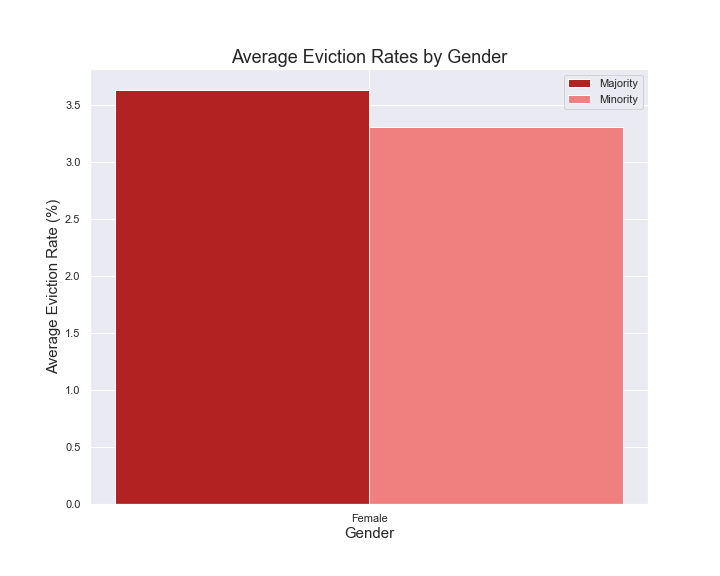 Average Eviction Rates by Gender
Majority
Minority
3.5
3.0
2.5
2.0
1.5
1.0
0.5
0.0
Average Eviction Rate (%)
Female
Gender